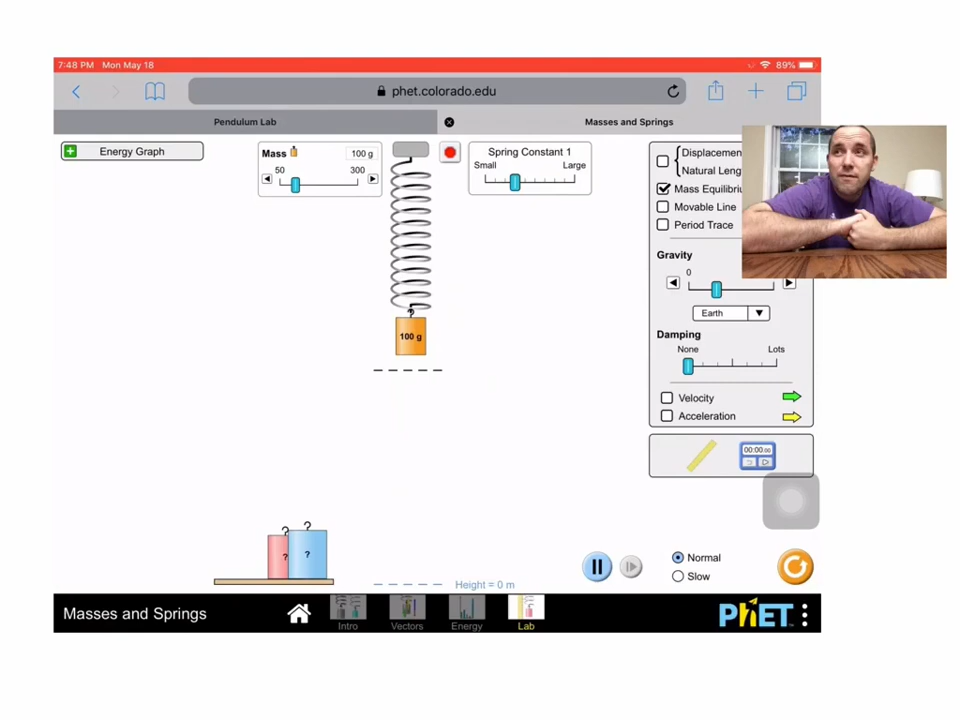 7:48 PM Mon May 18
89%
phet.colorado.edu
Pendulum Lab
Masses and Springs
Energy Graph
Mass
100 g
50
300
Spring Constant 1
Small
Large
100 g
?
?
Height = 0 m
Displacemen
Natural Leng
Mass Equilibriu
Movable Line
Period Trace
Gravity
0
Earth
Damping
None
Lots
Velocity
Acceleration
00:00.00
Normal
Slow
Masses and Springs
Intro
Vectors
Energy
Lab
PhET